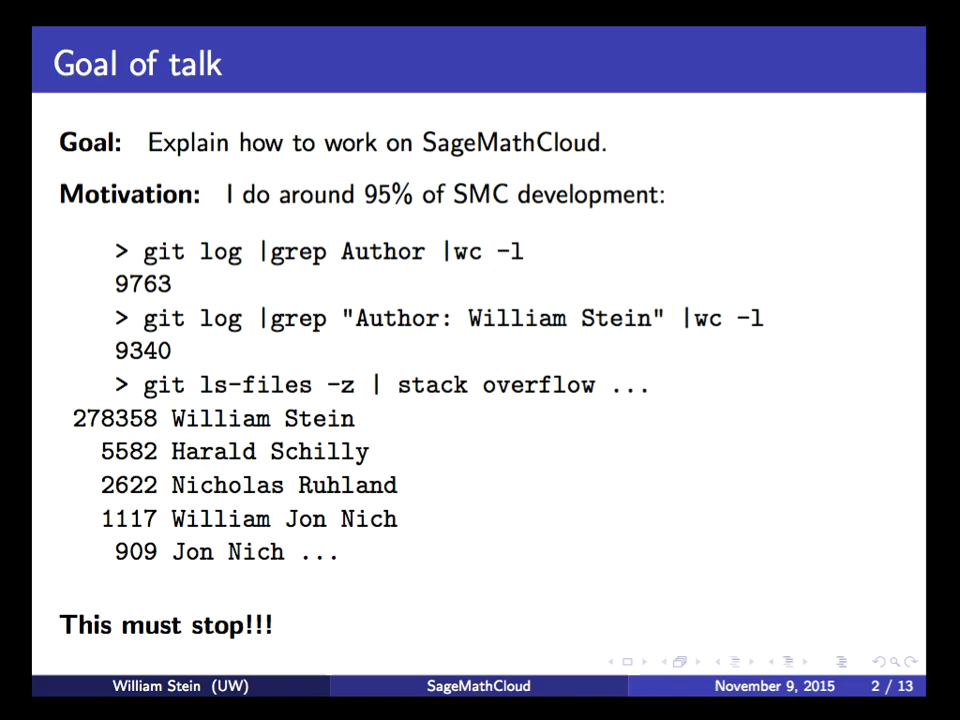 Goal of talk
Goal: Explain how to work on SageMathCloud.
Motivation: I do around 95% of SMC development:
> git log |grep Author |wc -l
9763
> git log |grep "Author: William Stein" |wc -l
9340
> git ls-files -z | stack overflow ...
278358 William Stein
5582 Harald Schilly
2622 Nicholas Ruhland
1117 William Jon Nich
909 Jon Nich ...
This must stop!!!
William Stein (UW) SageMathCloud November 9, 2015 2 / 13